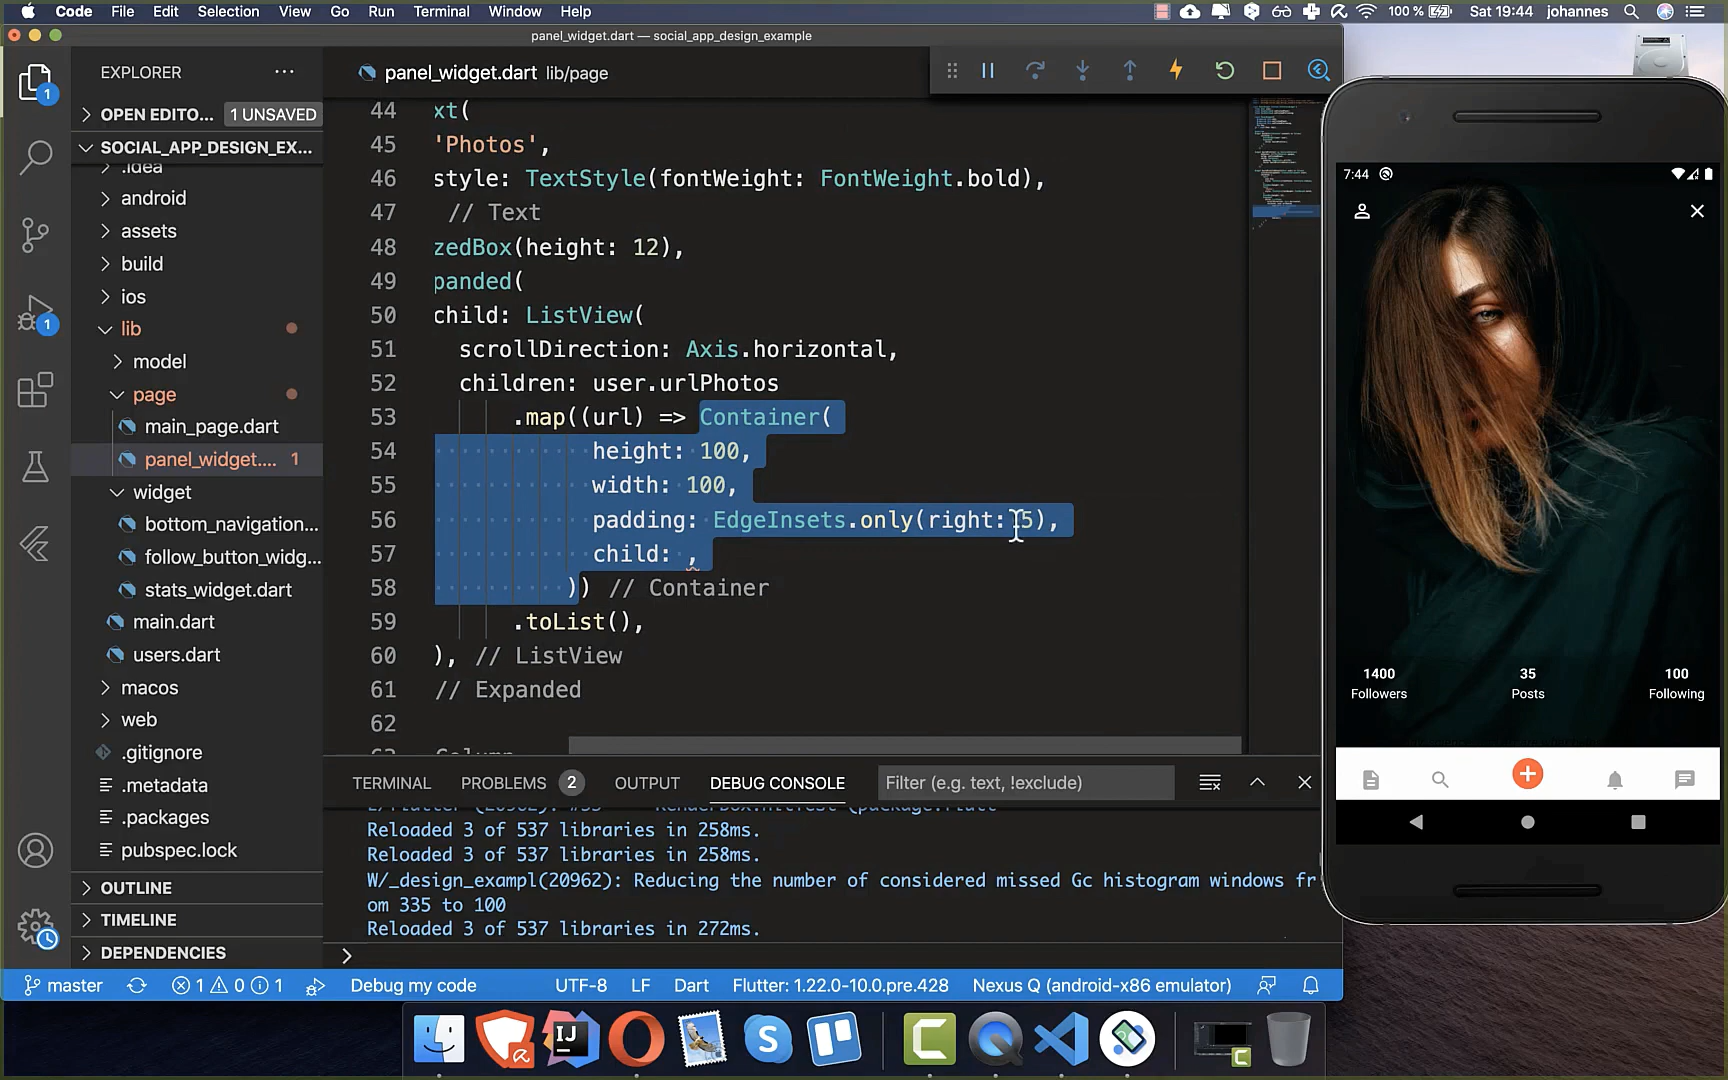 Code File Edit Selection View Go Run Terminal Window Help 100 % Sat 19:44 johannes
panel_widget.dart — social_app_design_example
EXPLORER
OPEN EDITO... 1 UNSAVED
SOCIAL_APP_DESIGN_EX...
.idea
android
assets
build
ios
lib
model
page
main_page.dart
panel_widget.... 1
widget
bottom_navigation...
follow_button_widg...
stats_widget.dart
main.dart
users.dart
macos
web
.gitignore
.metadata
.packages
pubspec.lock
OUTLINE
TIMELINE
DEPENDENCIES
1
1
panel_widget.dart lib/page
44 xt(
45 'Photos',
46 style: TextStyle(fontWeight: FontWeight.bold),
47 // Text
48 zedBox(height: 12),
49 panded(
50 child: ListView(
51 scrollDirection: Axis.horizontal,
52 children: user.urlPhotos
53 .map((url) => Container(
54 height: 100,
55 width: 100,
56 padding: EdgeInsets.only(right: 5),
57 child: ,
58 )) // Container
59 .toList(),
60 ), // ListView
61 // Expanded
62
TERMINAL PROBLEMS 2 OUTPUT DEBUG CONSOLE Filter (e.g. text, !exclude)
Reloaded 3 of 537 libraries in 258ms.
Reloaded 3 of 537 libraries in 258ms.
W/_design_exampl(20962): Reducing the number of considered missed Gc histogram windows fr
om 335 to 100
Reloaded 3 of 537 libraries in 272ms.
master 1 0 1 Debug my code UTF-8 LF Dart Flutter: 1.22.0-10.0.pre.428 Nexus Q (android-x86 emulator)
7:44
1400 35 100
Followers Posts Following
IJ
C
S
C